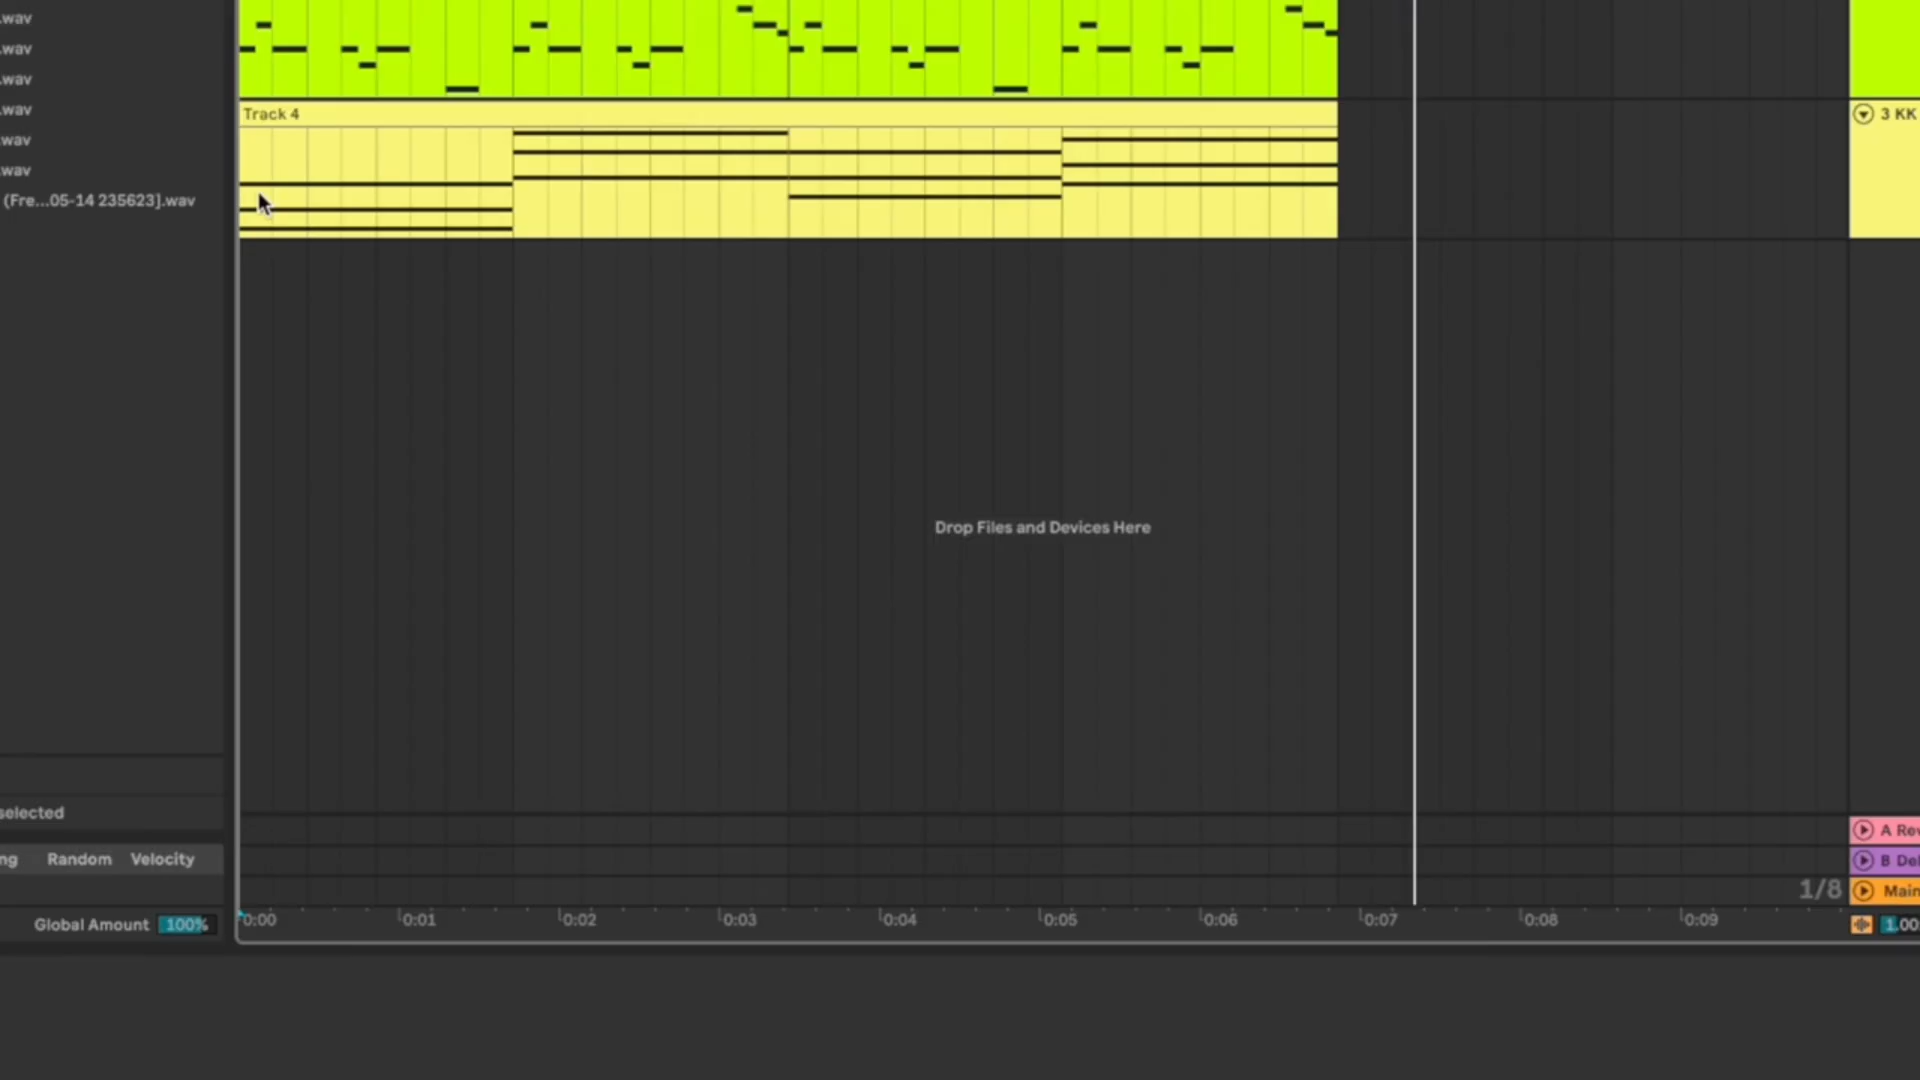 .wav
.wav
.wav
.wav
.wav
.wav
(Fre...05-14 235623].wav
Track 4
3 KK
Drop Files and Devices Here
selected
ng Random Velocity
Global Amount 100%
A Rev
B Del
1/8 Main
0:00 0:01 0:02 0:03 0:04 0:05 0:06 0:07 0:08 0:09
1.00